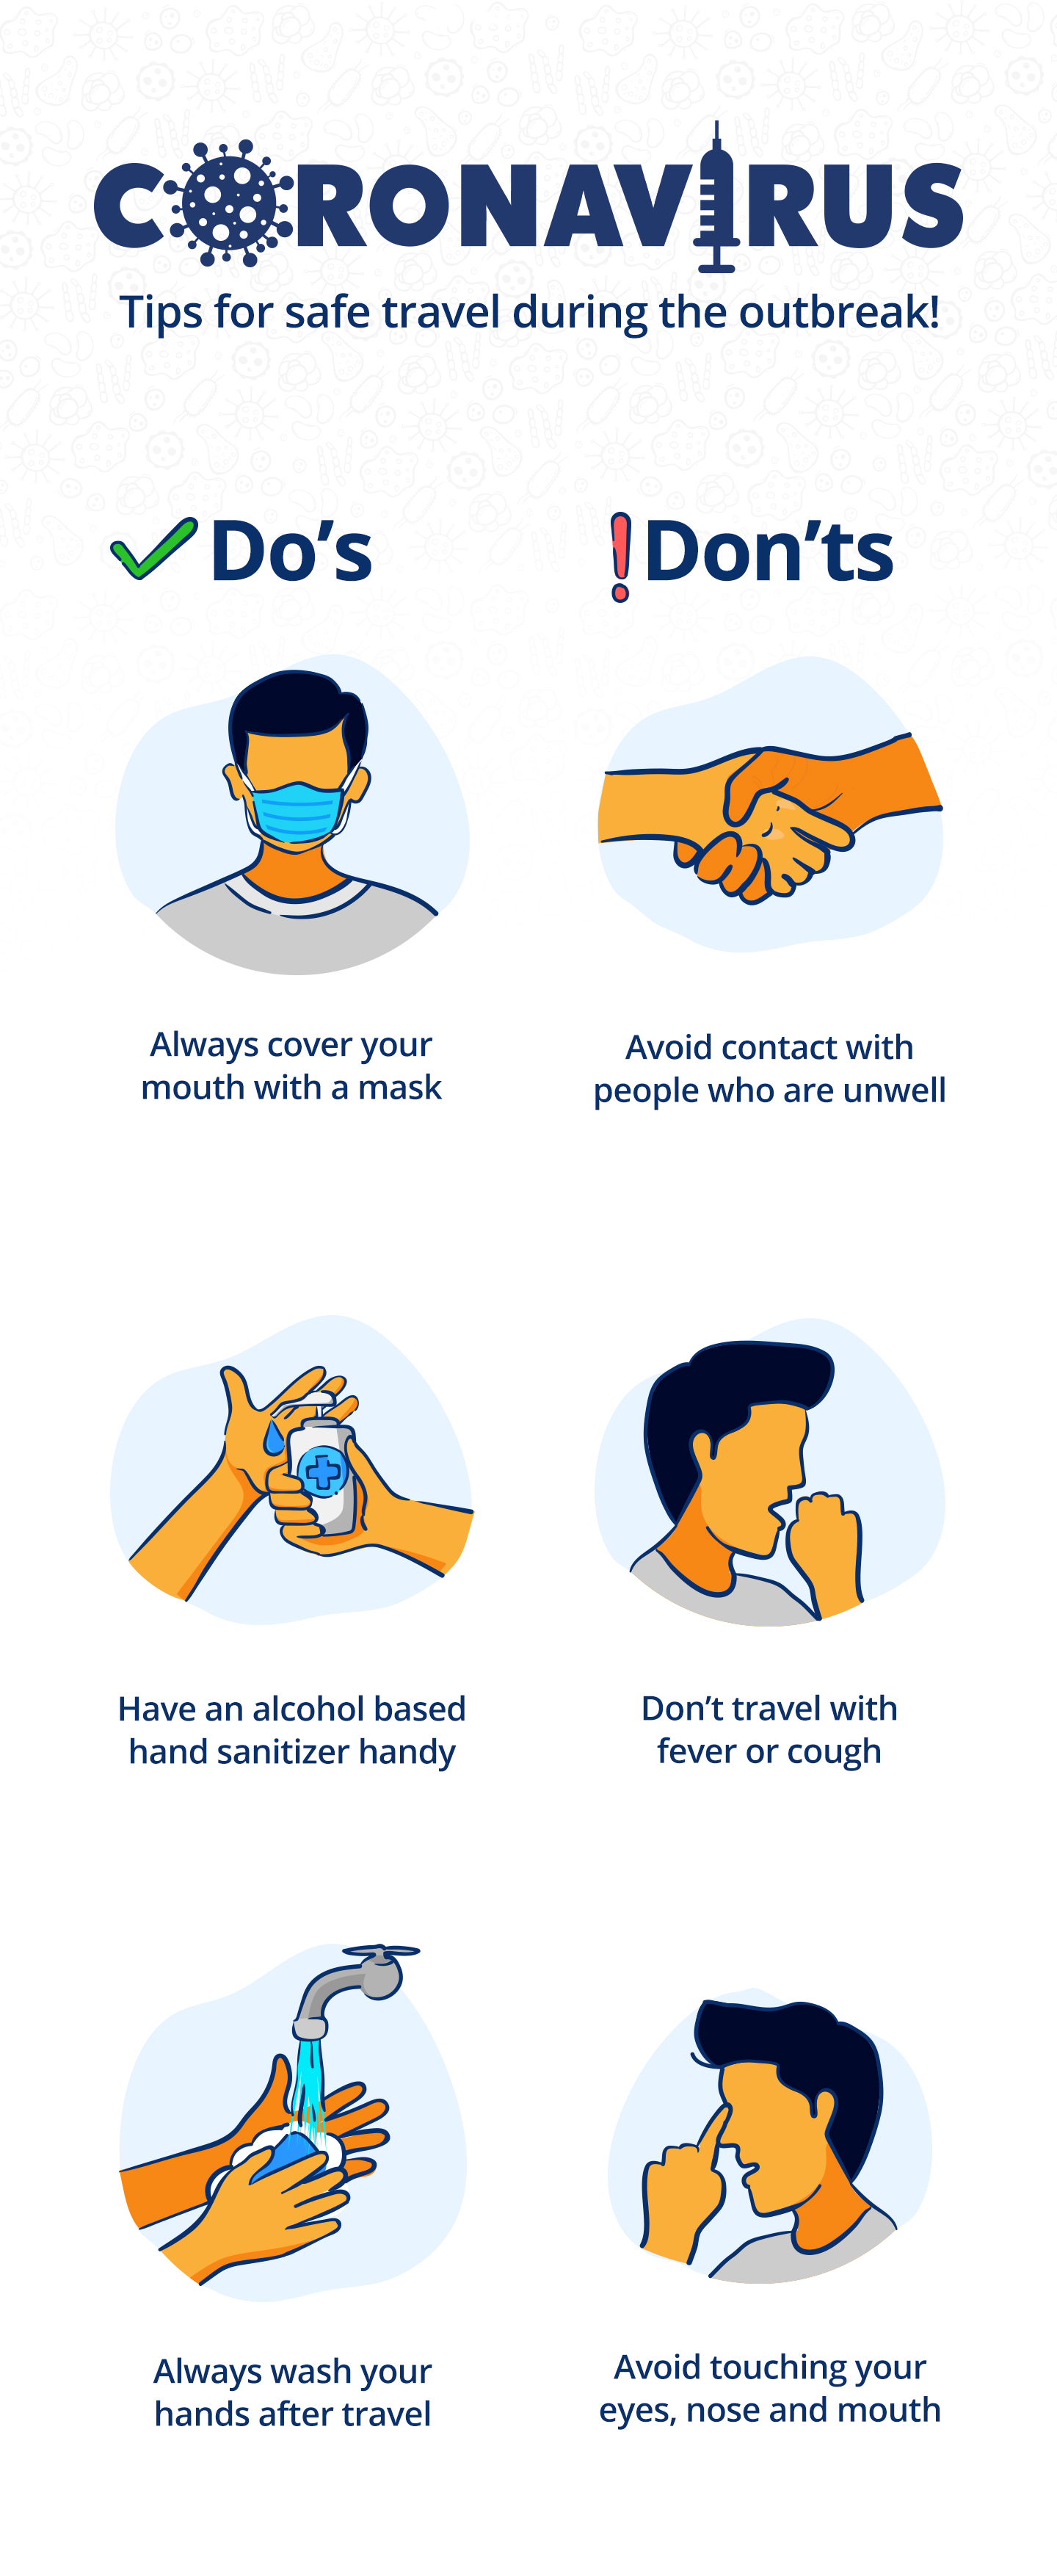 CORONAVIRUS
Tips for safe travel during the outbreak!
Do’s
Don’ts
Always cover your
mouth with a mask
Avoid contact with
people who are unwell
Have an alcohol based
hand sanitizer handy
Don’t travel with
fever or cough
Always wash your
hands after travel
Avoid touching your
eyes, nose and mouth